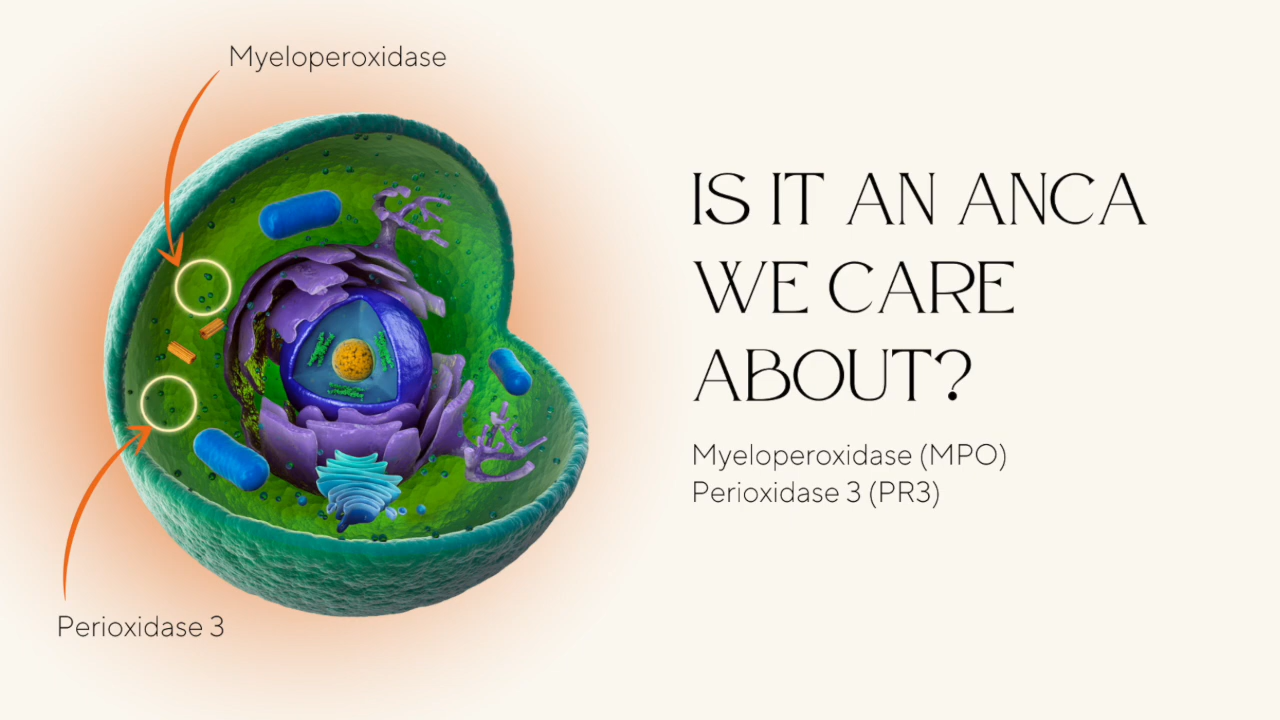 Myeloperoxidase
IS IT AN ANCA
WE CARE
ABOUT?
Myeloperoxidase (MPO)
Perioxidase 3 (PR3)
Perioxidase 3